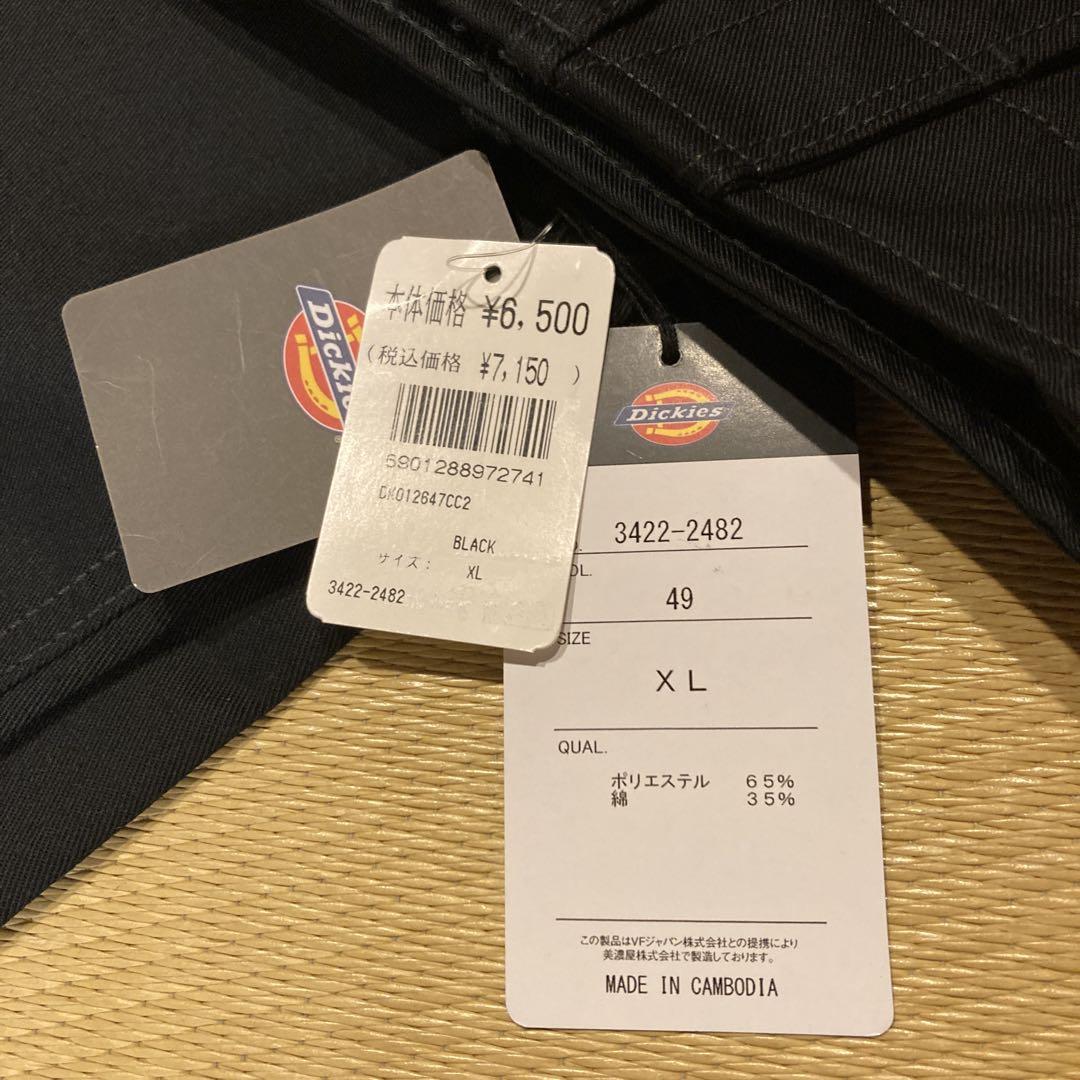 Dickies
本体価格 ¥6,500
(税込価格 ¥7,150 )
DK012647CC2
BLACK
サイズ: XL
3422-2482
Dickies
3422-2482
49
SIZE
XL
QUAL.
ポリエステル 65%
綿 35%
この製品はVFジャパン株式会社との提携により
美濃屋株式会社で製造しております。
MADE IN CAMBODIA